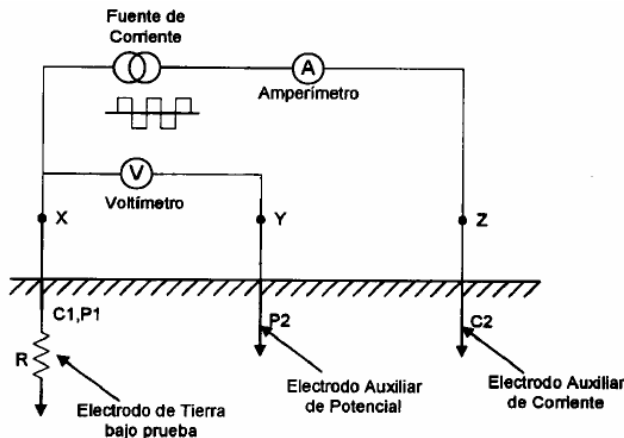 Fuente de
Corriente
A
Amperímetro
V
Voltímetro
X
Y
Z
C1,P1
P2
C2
R
Electrodo de Tierra
bajo prueba
Electrodo Auxiliar
de Potencial
Electrodo Auxiliar
de Corriente